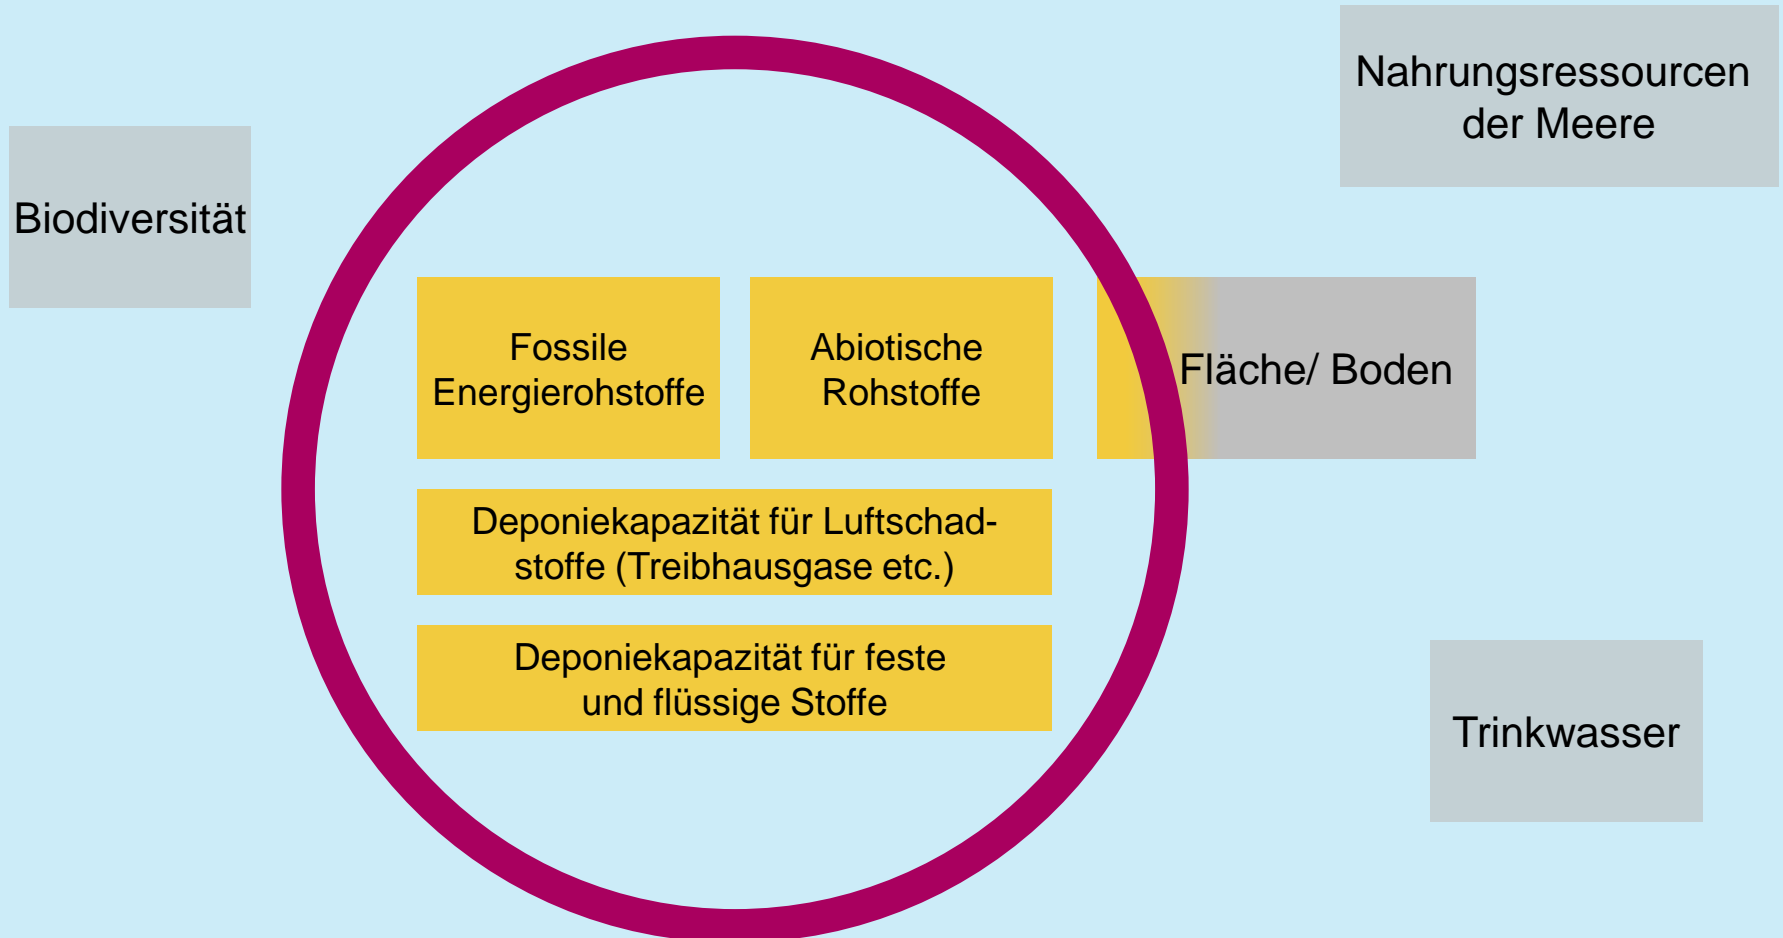 Nahrungsressourcen
der Meere
Biodiversität
Fossile
Energierohstoffe
Abiotische
Rohstoffe
Fläche/ Boden
Deponiekapazität für Luftschad-
stoffe (Treibhausgase etc.)
Deponiekapazität für feste
und flüssige Stoffe
Trinkwasser